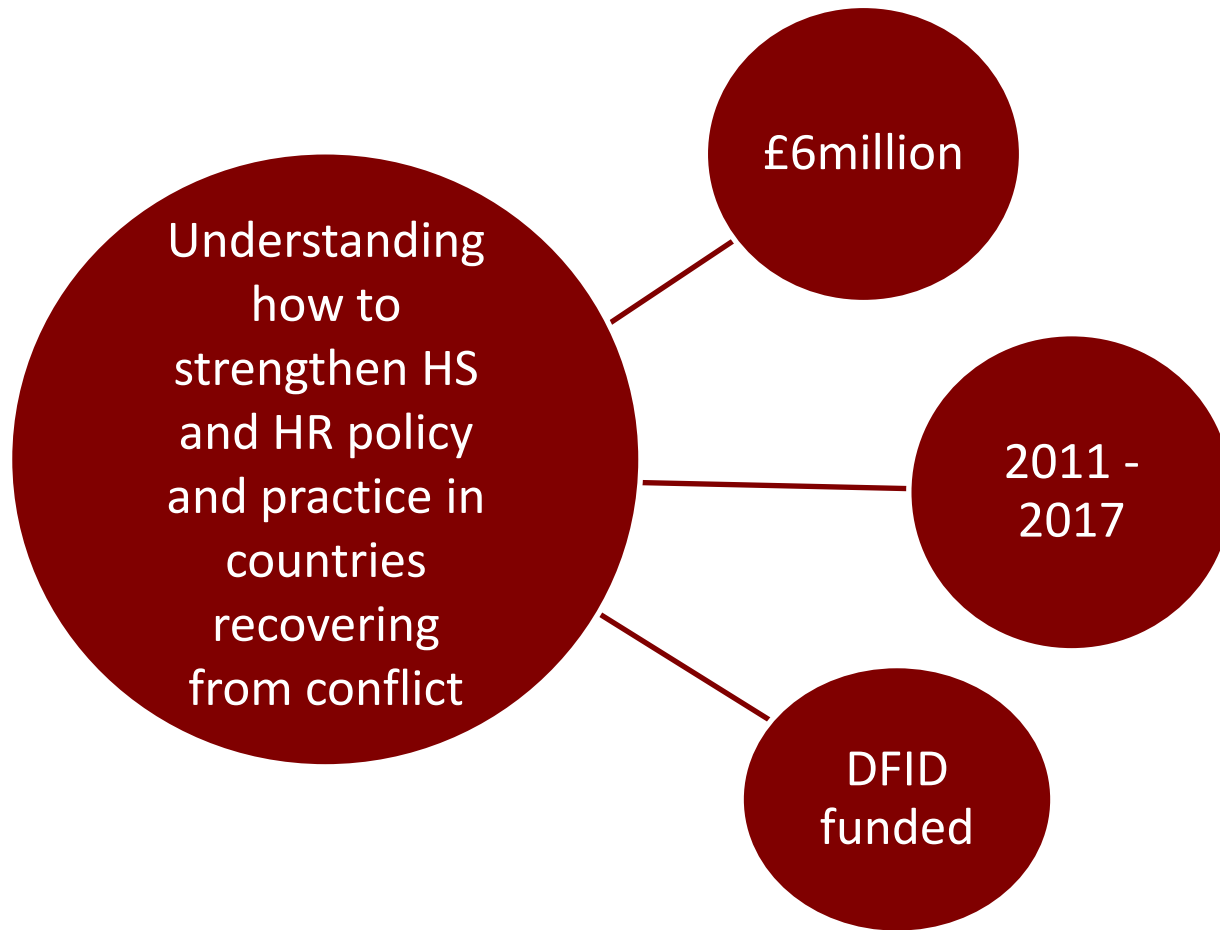 Understanding
how to
strengthen HS
and HR policy
and practice in
countries
recovering
from conflict
£6million
2011 -
2017
DFID
funded